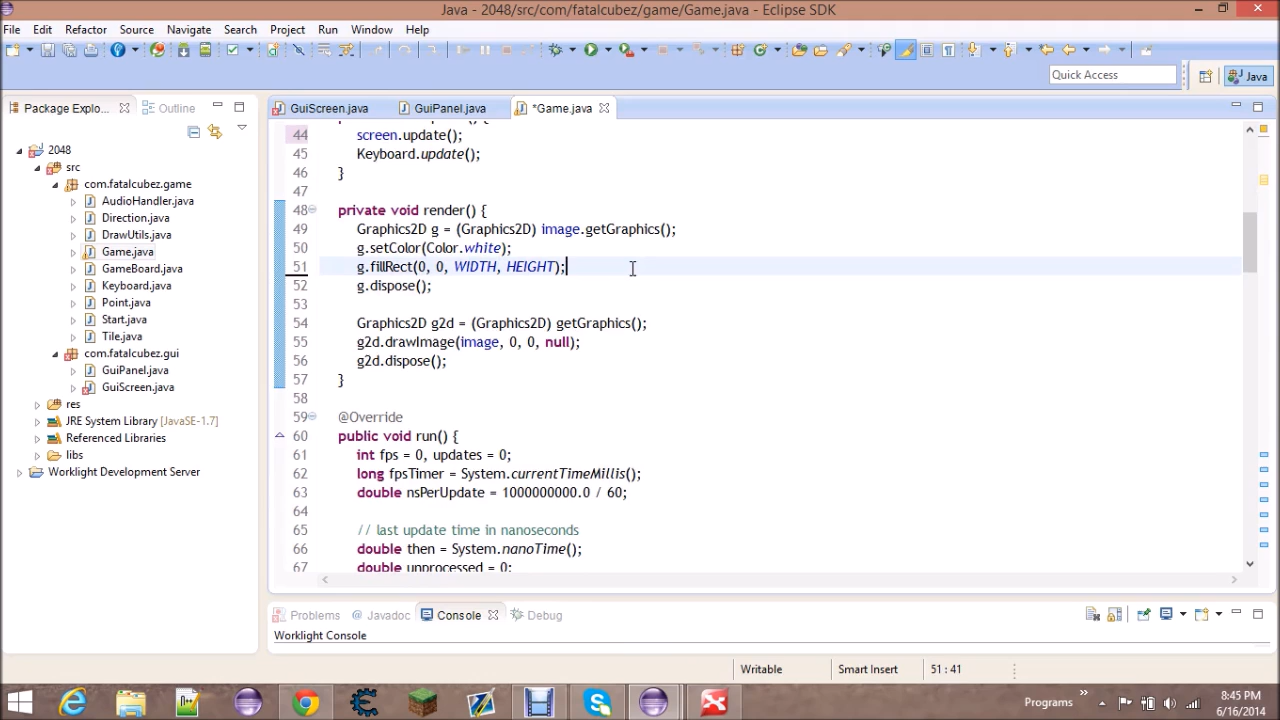 Java - 2048/src/com/fatalcubez/game/Game.java - Eclipse SDK
File Edit Refactor Source Navigate Search Project Run Window Help
Quick Access Java
Package Explo... Outline GuiScreen.java GuiPanel.java *Game.java
2048
src
com.fatalcubez.game
AudioHandler.java
Direction.java
DrawUtils.java
Game.java
GameBoard.java
Keyboard.java
Point.java
Start.java
Tile.java
com.fatalcubez.gui
GuiPanel.java
GuiScreen.java
res
JRE System Library [JavaSE-1.7]
Referenced Libraries
libs
Worklight Development Server
44 screen.update();
45 Keyboard.update();
46 }
47
48 private void render() {
49 Graphics2D g = (Graphics2D) image.getGraphics();
50 g.setColor(Color.white);
51 g.fillRect(0, 0, WIDTH, HEIGHT);
52 g.dispose();
53
54 Graphics2D g2d = (Graphics2D) getGraphics();
55 g2d.drawImage(image, 0, 0, null);
56 g2d.dispose();
57 }
58
59 @Override
60 public void run() {
61 int fps = 0, updates = 0;
62 long fpsTimer = System.currentTimeMillis();
63 double nsPerUpdate = 1000000000.0 / 60;
64
65 // last update time in nanoseconds
66 double then = System.nanoTime();
67 double unprocessed = 0;
Problems Javadoc Console Debug
Worklight Console
Writable Smart Insert 51 : 41
Programs 8:45 PM
6/16/2014